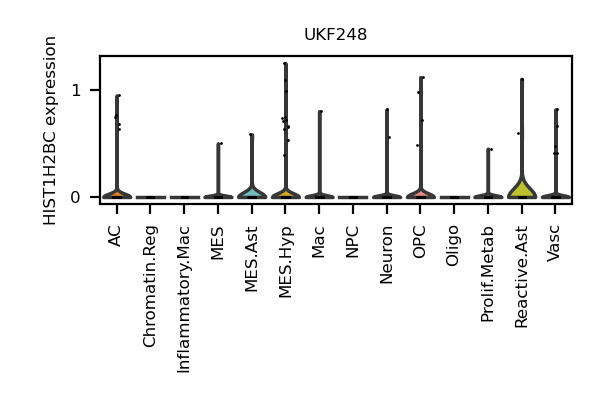 UKF248
HIST1H2BC expression
1
0
AC
Chromatin.Reg
Inflammatory.Mac
MES
MES.Ast
MES.Hyp
Mac
NPC
Neuron
OPC
Oligo
Prolif.Metab
Reactive.Ast
Vasc